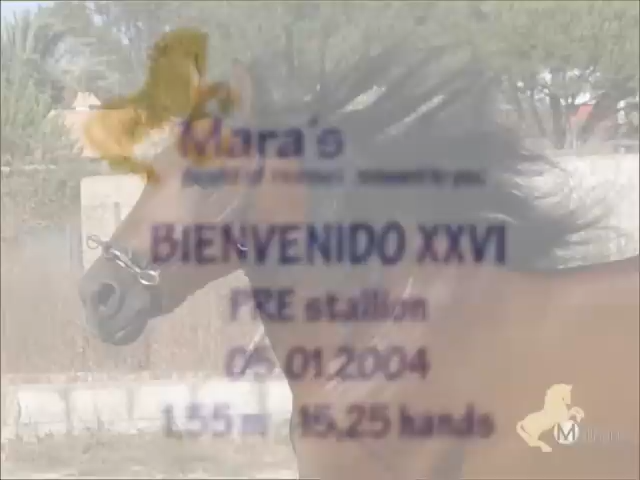 Mara's
BIENVENIDO XXVI
PRE stallion
05.01.2004
1,55 m 15,25 hands
M